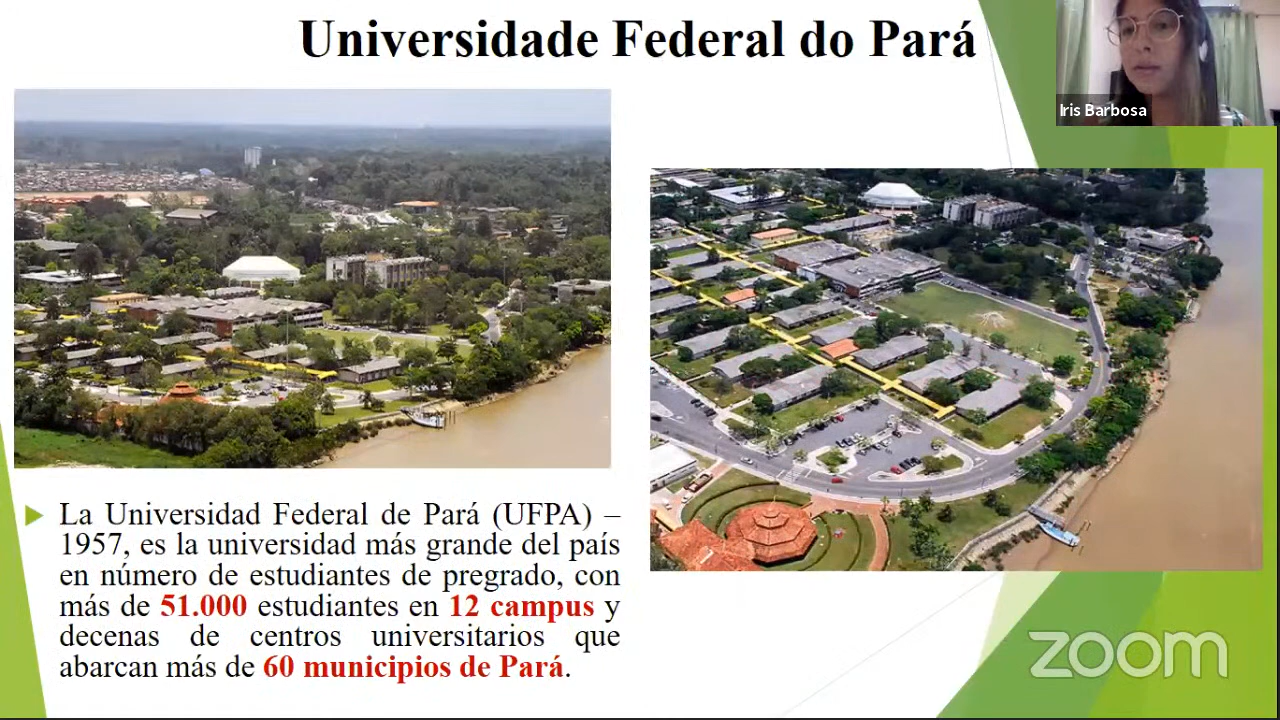 Universidade Federal do Pará
Iris Barbosa
La Universidad Federal de Pará (UFPA) –
1957, es la universidad más grande del país
en número de estudiantes de pregrado, con
más de 51.000 estudiantes en 12 campus y
decenas de centros universitarios que
abarcan más de 60 municipios de Pará.
zoom